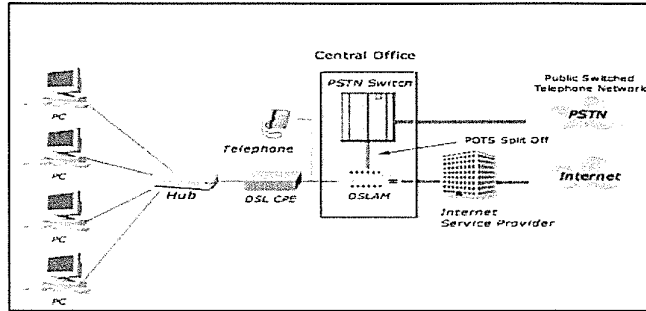 Central Office
PSTN Switch
Public Switched
Telephone Network
PSTN
PC
Telephone
POTS Split Off
PC
Hub
DSL CPE
DSLAM
Internet
Service Provider
Internet
PC
PC